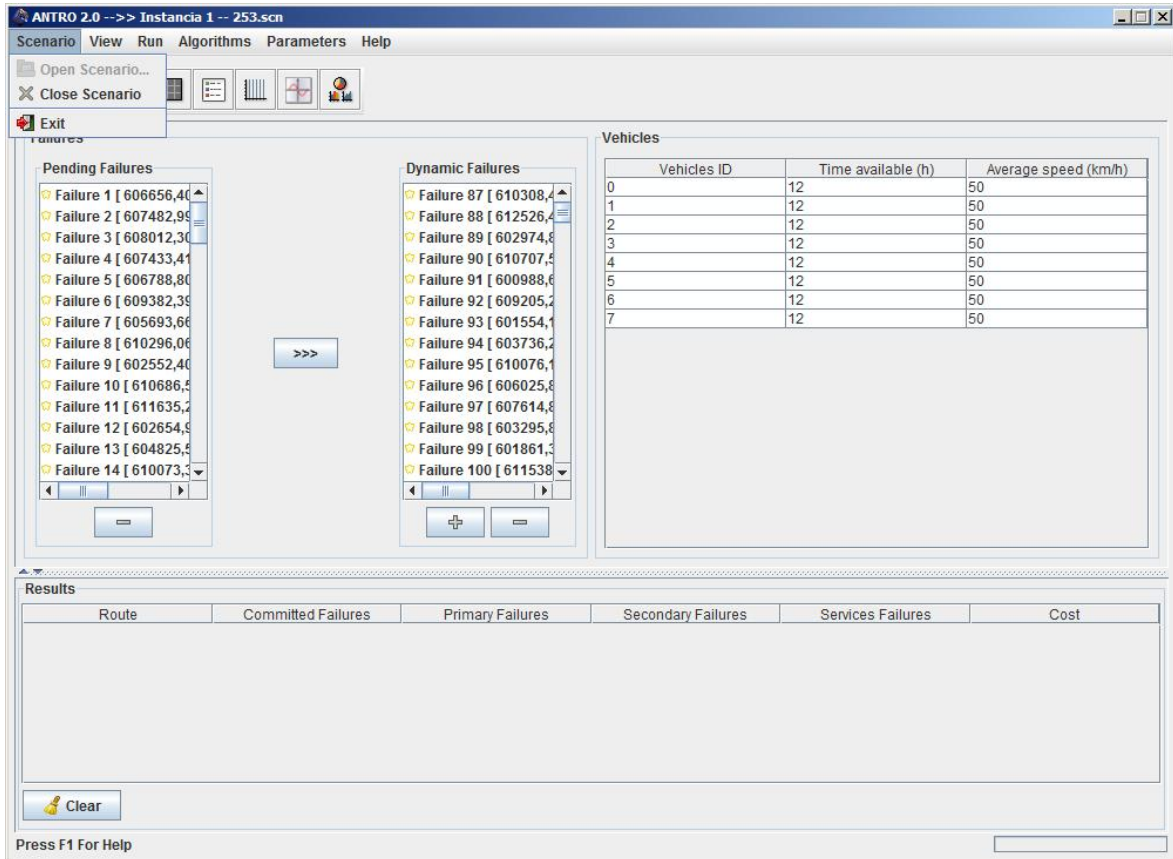 ANTRO 2.0 -->> Instancia 1 -- 253.scn
Scenario View Run Algorithms Parameters Help
Open Scenario...
Close Scenario
Exit
Failures
Pending Failures
Failure 1 [ 606656,40
Failure 2 [ 607482,99
Failure 3 [ 608012,30
Failure 4 [ 607433,41
Failure 5 [ 606788,80
Failure 6 [ 609382,39
Failure 7 [ 605693,66
Failure 8 [ 610296,06
Failure 9 [ 602552,40
Failure 10 [ 610686,5
Failure 11 [ 611635,2
Failure 12 [ 602654,9
Failure 13 [ 604825,5
Failure 14 [ 610073,3
>>>
Dynamic Failures
Failure 87 [ 610308,4
Failure 88 [ 612526,4
Failure 89 [ 602974,8
Failure 90 [ 610707,5
Failure 91 [ 600988,6
Failure 92 [ 609205,2
Failure 93 [ 601554,1
Failure 94 [ 603736,2
Failure 95 [ 610076,1
Failure 96 [ 606025,8
Failure 97 [ 607614,8
Failure 98 [ 603295,8
Failure 99 [ 601861,3
Failure 100 [ 611538
Vehicles
Vehicles ID Time available (h) Average speed (km/h)
0 12 50
1 12 50
2 12 50
3 12 50
4 12 50
5 12 50
6 12 50
7 12 50
Results
Route Committed Failures Primary Failures Secondary Failures Services Failures Cost
Clear
Press F1 For Help